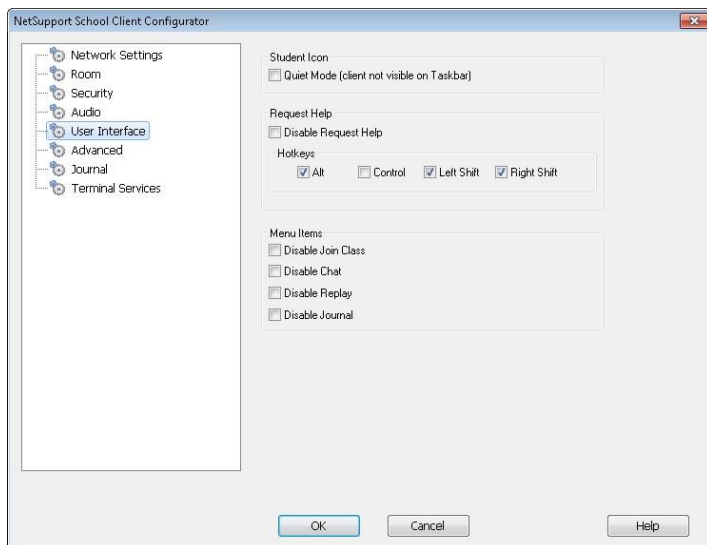 NetSupport School Client Configurator
Network Settings
Room
Security
Audio
User Interface
Advanced
Journal
Terminal Services
Student Icon
Quiet Mode (client not visible on Taskbar)
Request Help
Disable Request Help
Hotkeys
Alt Control Left Shift Right Shift
Menu Items
Disable Join Class
Disable Chat
Disable Replay
Disable Journal
OK Cancel Help